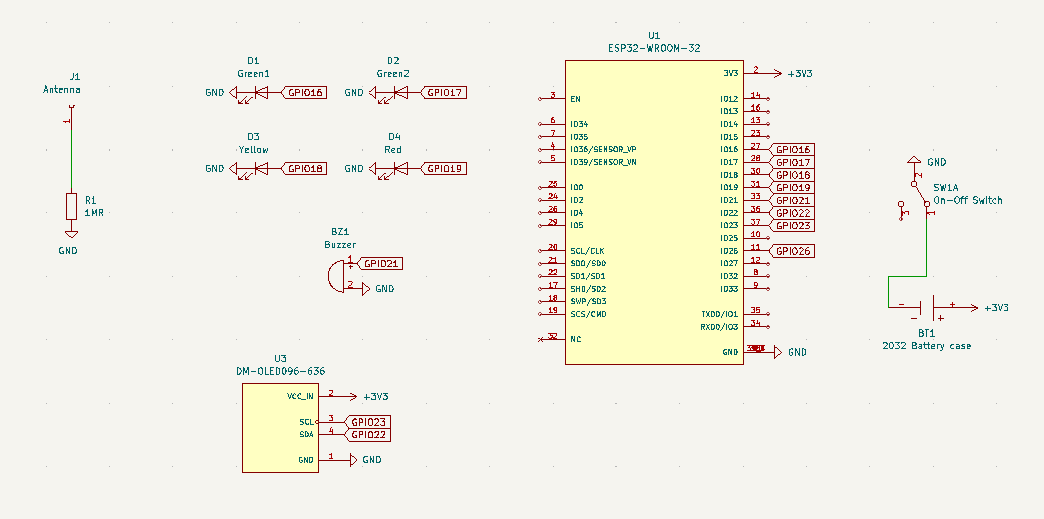 J1
Antenna
1
R1
1MR
GND
D1
Green1
GND
GPIO16
D2
Green2
GND
GPIO17
D3
Yellow
GND
GPIO18
D4
Red
GND
GPIO19
BZ1
Buzzer
1
+
GPIO21
2
GND
U3
DM-OLED096-636
VCC_IN 2 +3V3
SCL 3 GPIO23
SDA 4 GPIO22
GND 1 GND
U1
ESP32-WROOM-32
3V3 2 +3V3
3 EN
IO12 14
IO13 16
6 IO34
IO14 13
7 IO35
IO15 23
4 IO36/SENSOR_VP
IO16 27 GPIO16
5 IO39/SENSOR_VN
IO17 28 GPIO17
IO18 30 GPIO18
25 IO0
IO19 31 GPIO19
24 IO2
IO21 33 GPIO21
26 IO4
IO22 36 GPIO22
29 IO5
IO23 37 GPIO23
IO25 10
20 SCL/CLK
IO26 11 GPIO26
21 SDO/SD0
IO27 12
22 SDI/SD1
IO32 8
17 SHD/SD2
IO33 9
18 SWP/SD3
19 SCS/CMD
TXD0/IO1 35
RXD0/IO3 34
32 NC
GND GND
GND
2
SW1A
On-Off Switch
3
1
- + +3V3
- +
BT1
2032 Battery case